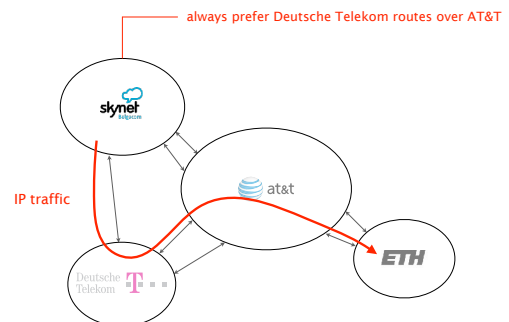 always prefer Deutsche Telekom routes over AT&T
skynet
Belgacom
at&t
IP traffic
ETH
Deutsche
Telekom
T